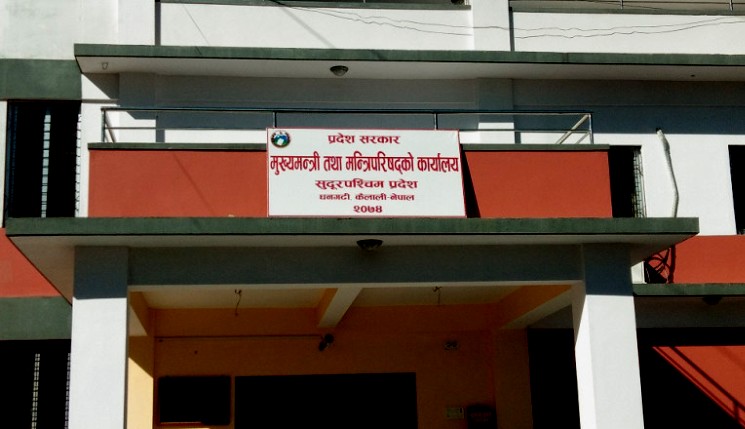 प्रदेश सरकार
मुख्यमन्त्री तथा मन्त्रिपरिषद्को कार्यालय
सुदूरपश्चिम प्रदेश
धनगढी, कैलाली-नेपाल
२०७४